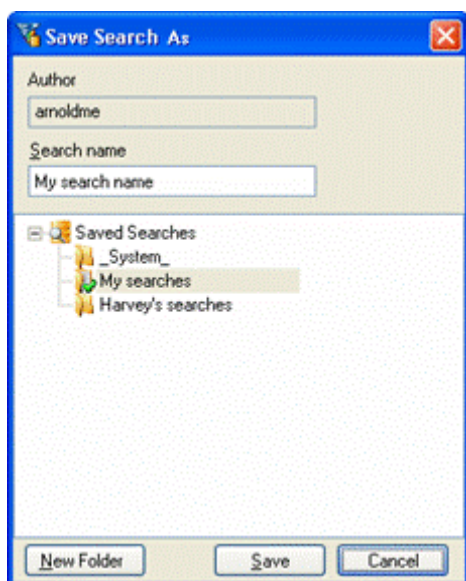 Save Search As
Author
arnoldme
Search name
My search name
Saved Searches
_System_
My searches
Harvey's searches
New Folder Save Cancel